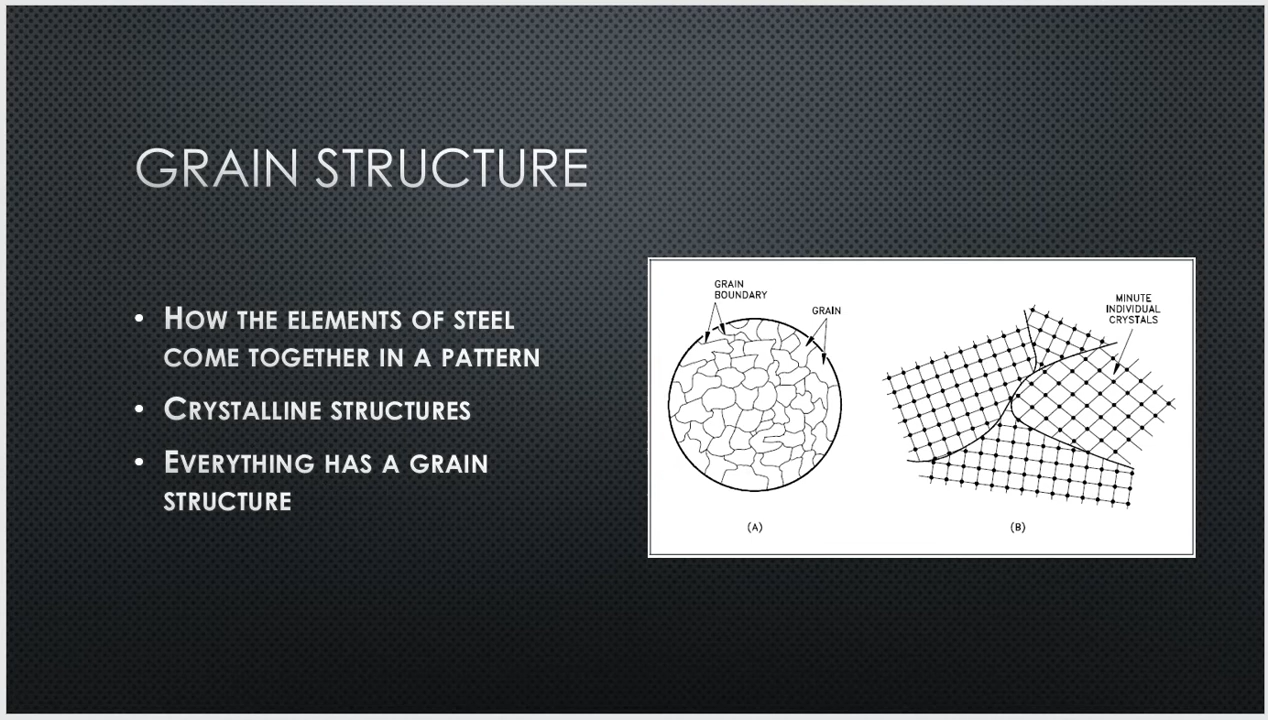 GRAIN STRUCTURE
• HOW THE ELEMENTS OF STEEL
COME TOGETHER IN A PATTERN
• CRYSTALLINE STRUCTURES
• EVERYTHING HAS A GRAIN
STRUCTURE
GRAIN
BOUNDARY
GRAIN
MINUTE
INDIVIDUAL
CRYSTALS
(A)
(B)